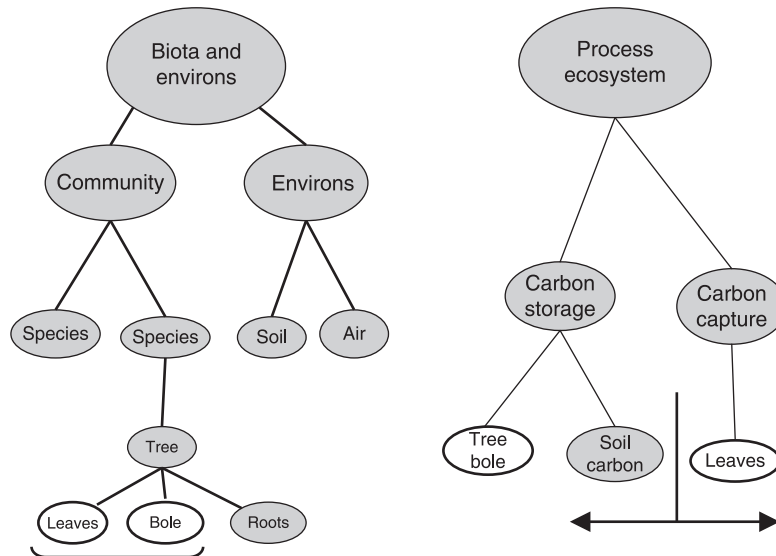 Biota and
environs
Community
Environs
Species
Species
Soil
Air
Tree
Leaves
Bole
Roots
Process
ecosystem
Carbon
storage
Carbon
capture
Tree
bole
Soil
carbon
Leaves